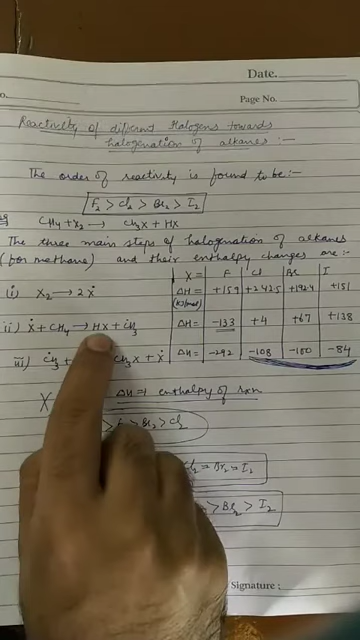 Date.
o.
Page No.
Reactivity of different Halogens towards
halogenation of alkanes :-
The order of reactivity is found to be:-
F₂ > Cl₂ > Br₂ > I₂
CH₄ + X₂ → CH₃X + HX
The three main steps of halogenation of alkanes
(for methane) and their enthalpy changes are :-
X = F Cl Br I
i) X₂ → 2Ẋ ΔH = (KJ/mol) +159 +242.5 +192.4 +151
ii) Ẋ + CH₄ → HX + ĊH₃ ΔH = -133 +4 +67 +138
iii) ĊH₃ + CH₃X + Ẋ ΔH = -292 -108 -100 -84
X ΔH = enthalpy of rxn
> Br₂ > Cl₂
Cl₂ = Br₂ = I₂
> Br₂ > I₂
Signature :